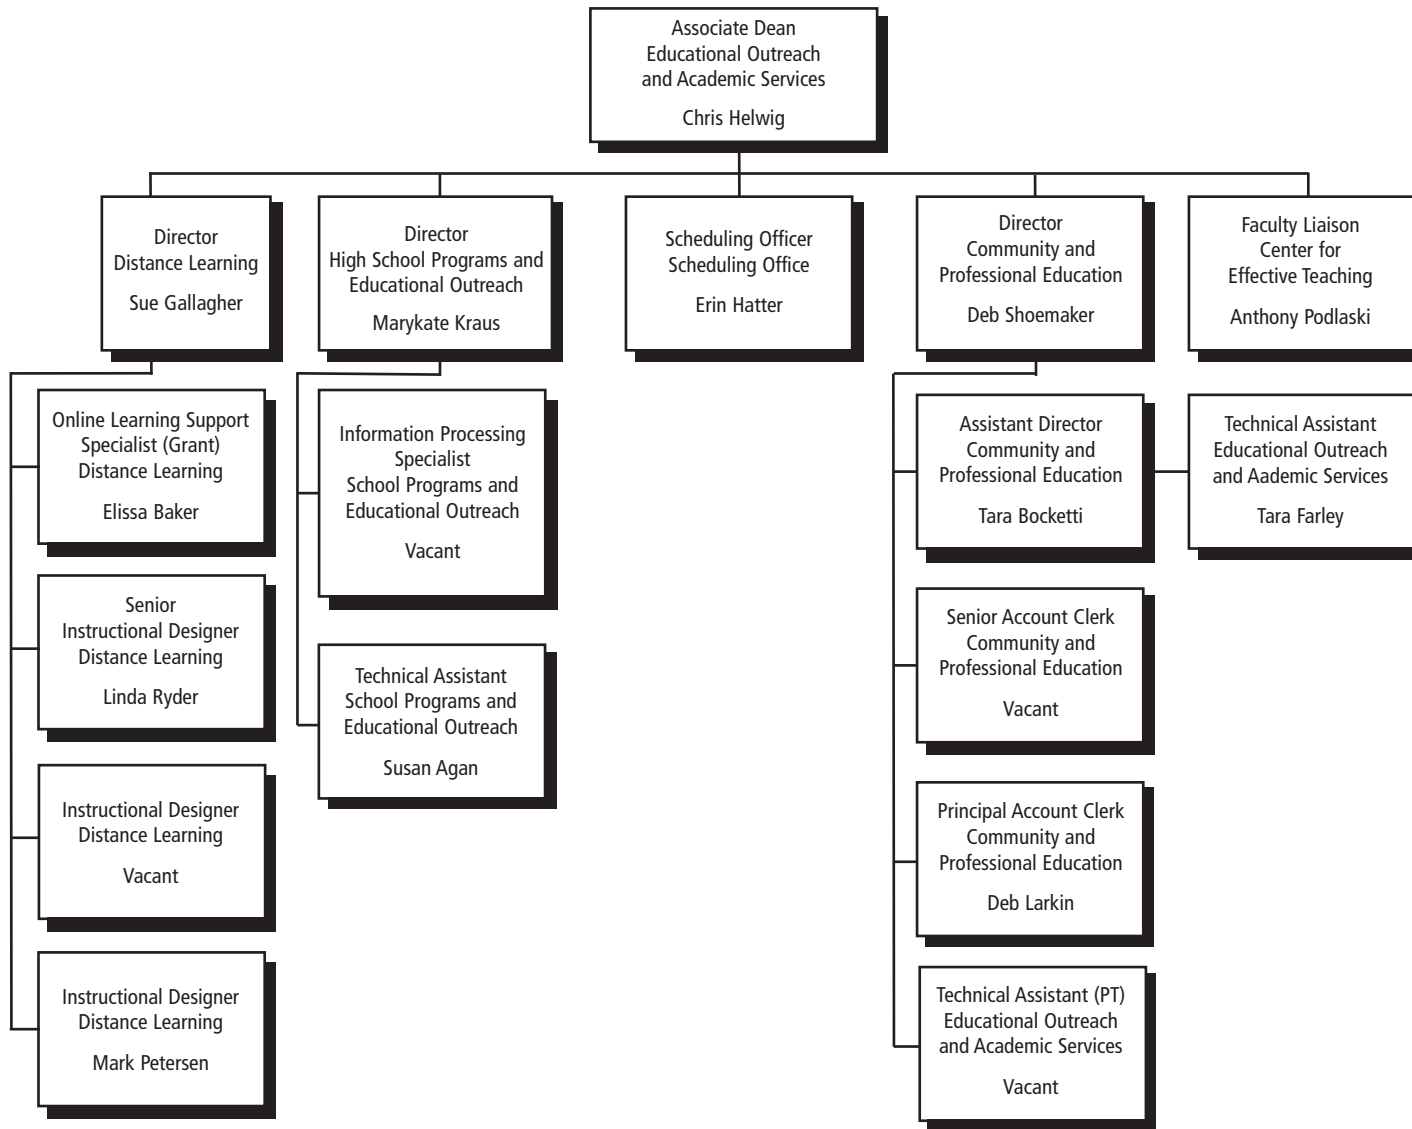 Associate Dean
Educational Outreach
and Academic Services
Chris Helwig
Director
Distance Learning
Sue Gallagher
Director
High School Programs and
Educational Outreach
Marykate Kraus
Scheduling Officer
Scheduling Office
Erin Hatter
Director
Community and
Professional Education
Deb Shoemaker
Faculty Liaison
Center for
Effective Teaching
Anthony Podlaski
Online Learning Support
Specialist (Grant)
Distance Learning
Elissa Baker
Senior
Instructional Designer
Distance Learning
Linda Ryder
Instructional Designer
Distance Learning
Vacant
Instructional Designer
Distance Learning
Mark Petersen
Information Processing
Specialist
School Programs and
Educational Outreach
Vacant
Technical Assistant
School Programs and
Educational Outreach
Susan Agan
Assistant Director
Community and
Professional Education
Tara Bocketti
Technical Assistant
Educational Outreach
and Aademic Services
Tara Farley
Senior Account Clerk
Community and
Professional Education
Vacant
Principal Account Clerk
Community and
Professional Education
Deb Larkin
Technical Assistant (PT)
Educational Outreach
and Academic Services
Vacant